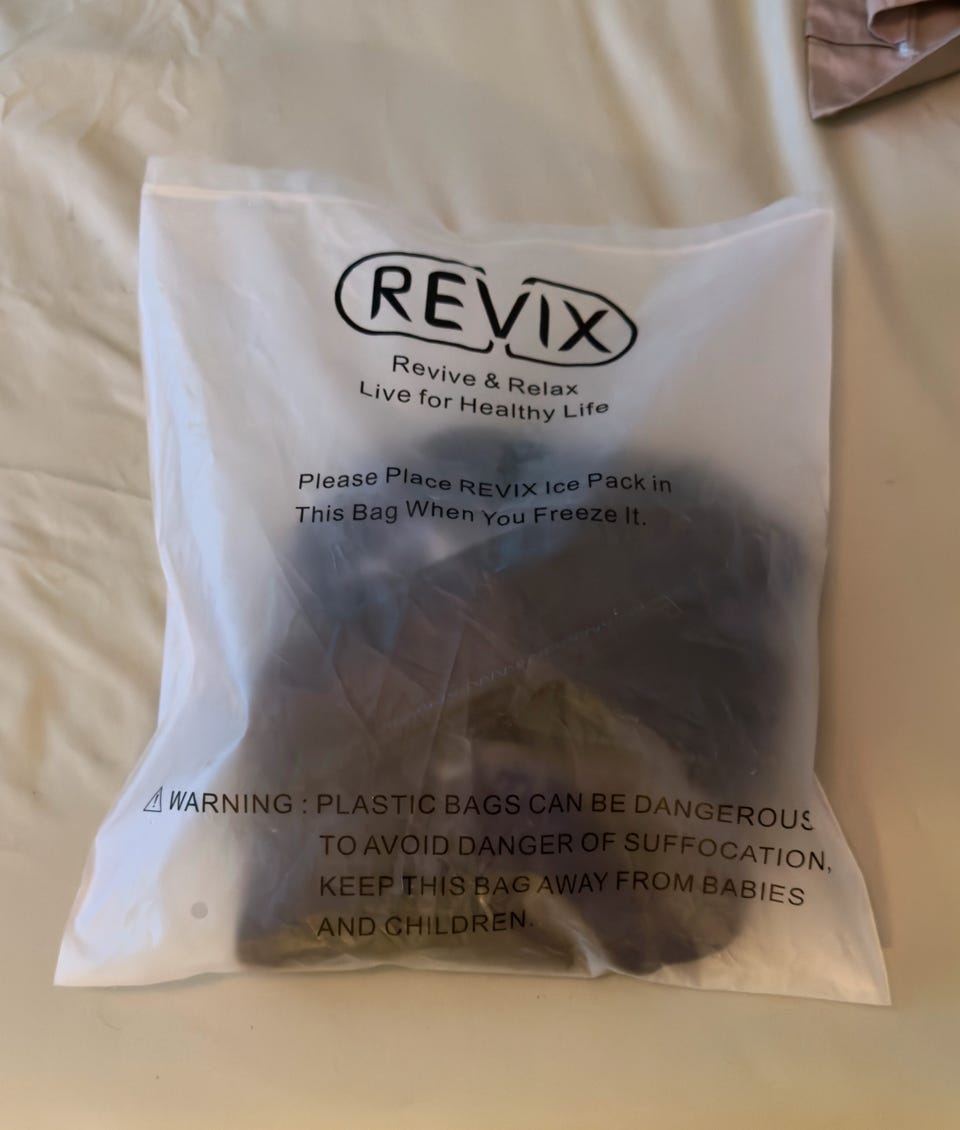 REVIX
Revive & Relax
Live for Healthy Life
Please Place REVIX Ice Pack in
This Bag When You Freeze It.
WARNING : PLASTIC BAGS CAN BE DANGEROUS
TO AVOID DANGER OF SUFFOCATION,
KEEP THIS BAG AWAY FROM BABIES
AND CHILDREN.